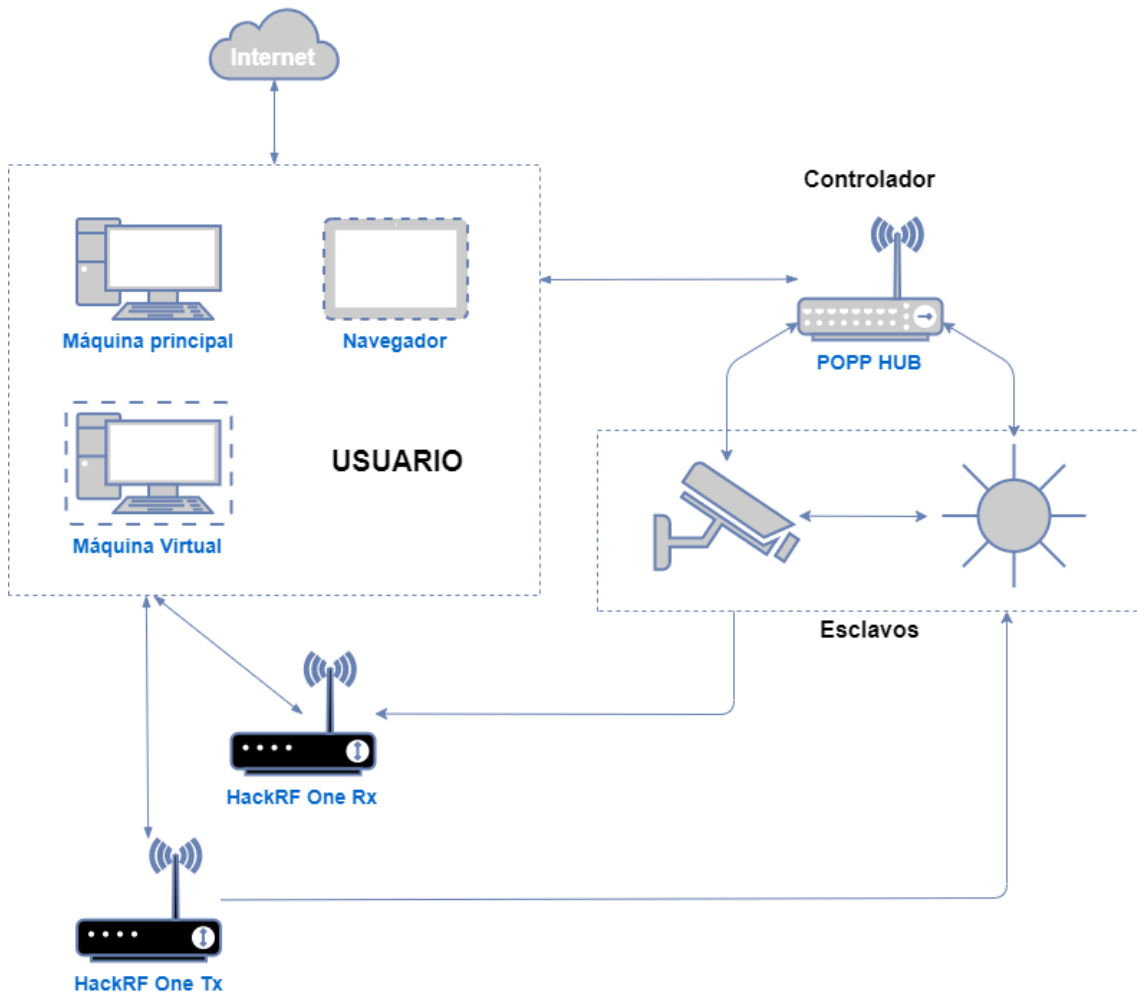 Internet
Controlador
Máquina principal
Navegador
POPP HUB
USUARIO
Máquina Virtual
Esclavos
HackRF One Rx
HackRF One Tx